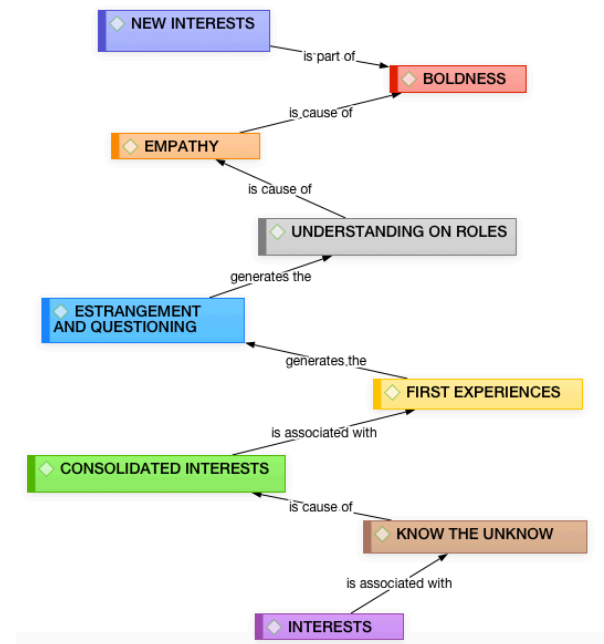 NEW INTERESTS
is part of
BOLDNESS
is cause of
EMPATHY
is cause of
UNDERSTANDING ON ROLES
generates the
ESTRANGEMENT
AND QUESTIONING
generates the
FIRST EXPERIENCES
is associated with
CONSOLIDATED INTERESTS
is cause of
KNOW THE UNKNOW
is associated with
INTERESTS